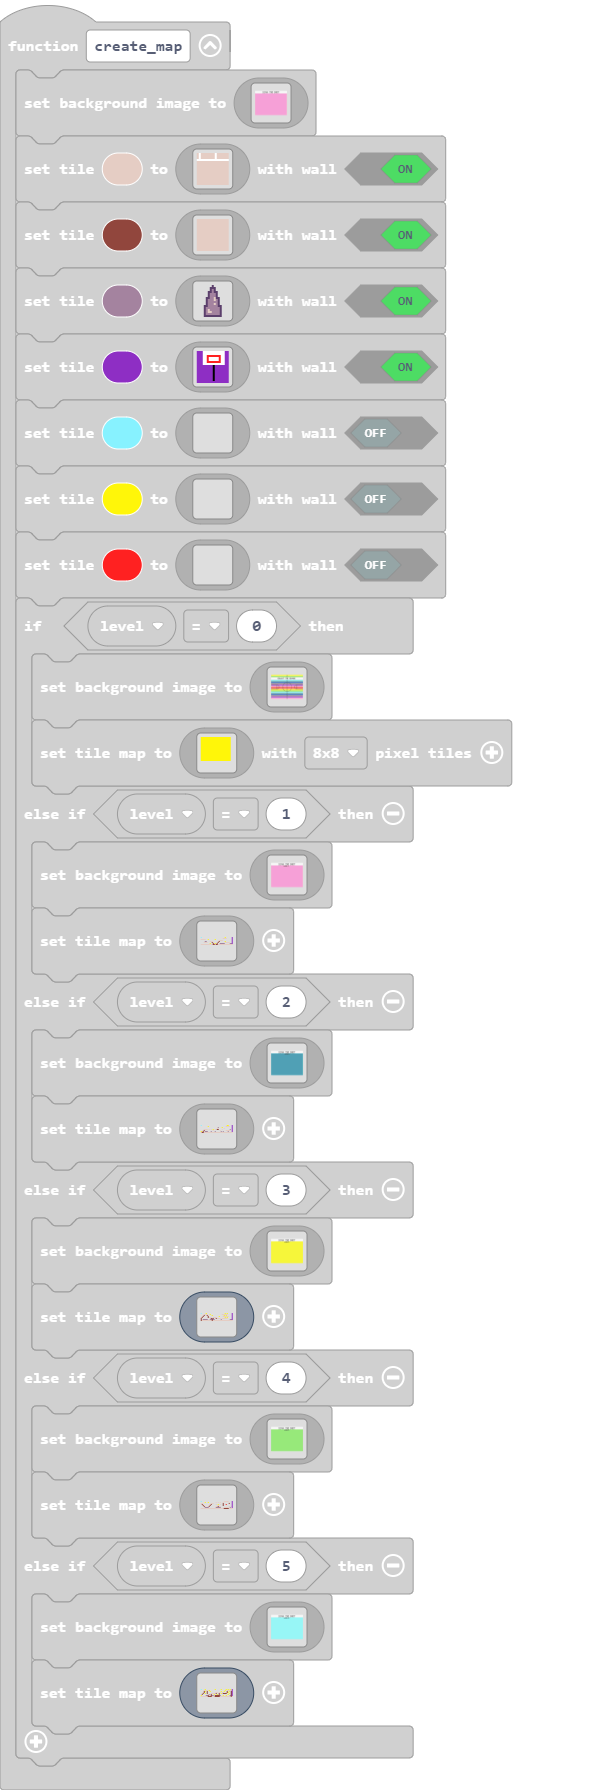 function create_map
set background image to
set tile to with wall ON
set tile to with wall ON
set tile to with wall ON
set tile to with wall ON
set tile to with wall OFF
set tile to with wall OFF
set tile to with wall OFF
if level = 0 then
set background image to
set tile map to with 8x8 pixel tiles
else if level = 1 then
set background image to
set tile map to
else if level = 2 then
set background image to
set tile map to
else if level = 3 then
set background image to
set tile map to
else if level = 4 then
set background image to
set tile map to
else if level = 5 then
set background image to
set tile map to